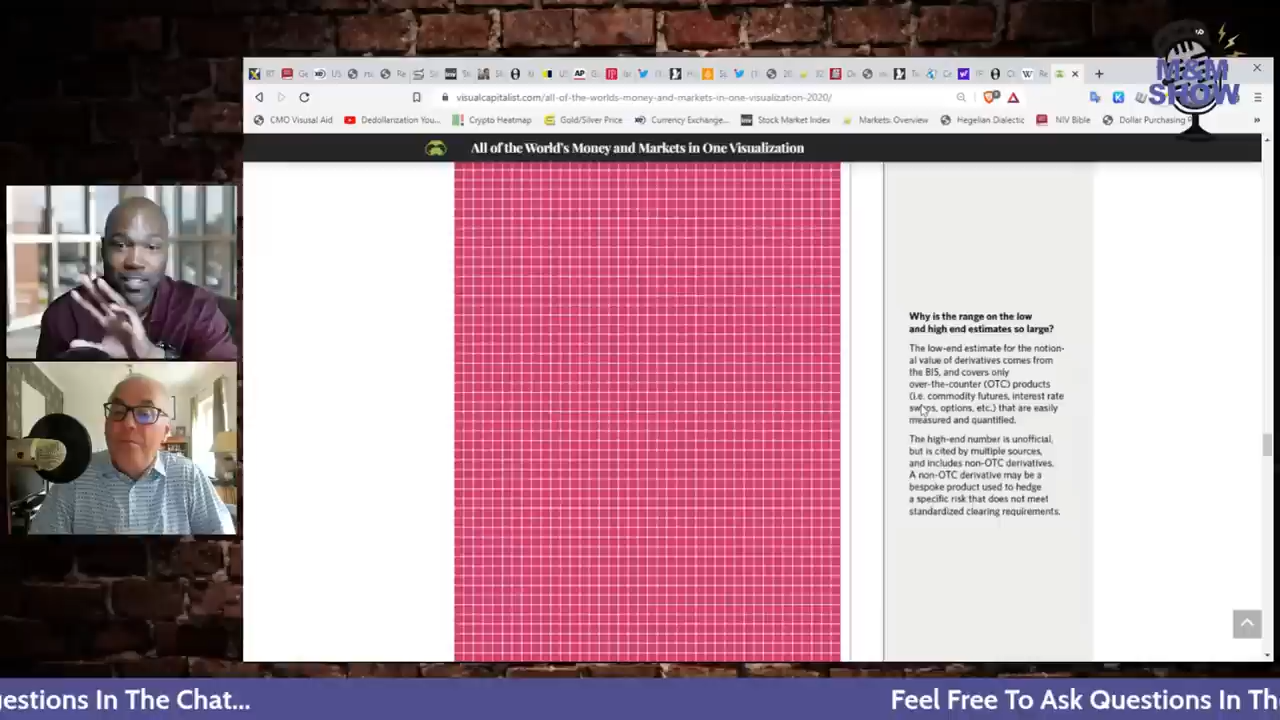 M&M
SHOW
visualcapitalist.com/all-of-the-worlds-money-and-markets-in-one-visualization-2020/
CMO Visual Aid
Dedollarization You...
Crypto Heatmap
Gold/Silver Price
Currency Exchange...
Stock Market Index
Markets: Overview
Hegelian Dialectic
NIV Bible
Dollar Purchasing
All of the World's Money and Markets in One Visualization
Why is the range on the low
and high end estimates so large?
The low-end estimate for the notion-
al value of derivatives comes from
the BIS, and covers only
over-the-counter (OTC) products
(i.e. commodity futures, interest rate
swaps, options, etc.) that are easily
measured and quantified.
The high-end number is unofficial,
but is cited by multiple sources,
and includes non-OTC derivatives.
A non-OTC derivative may be a
bespoke product used to hedge
a specific risk that does not meet
standardized clearing requirements.
estions In The Chat...
Feel Free To Ask Questions In Th